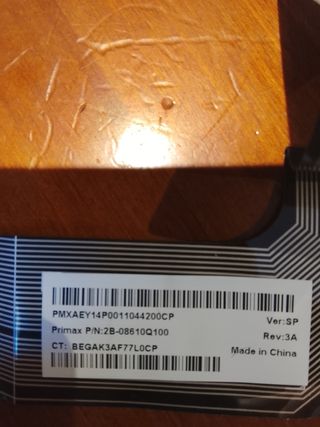 PMXAEY14P0011044200CP
Ver:SP
Primax P/N:2B-08610Q100
Rev:3A
CT: BEGAK3AF77L0CP
Made in China